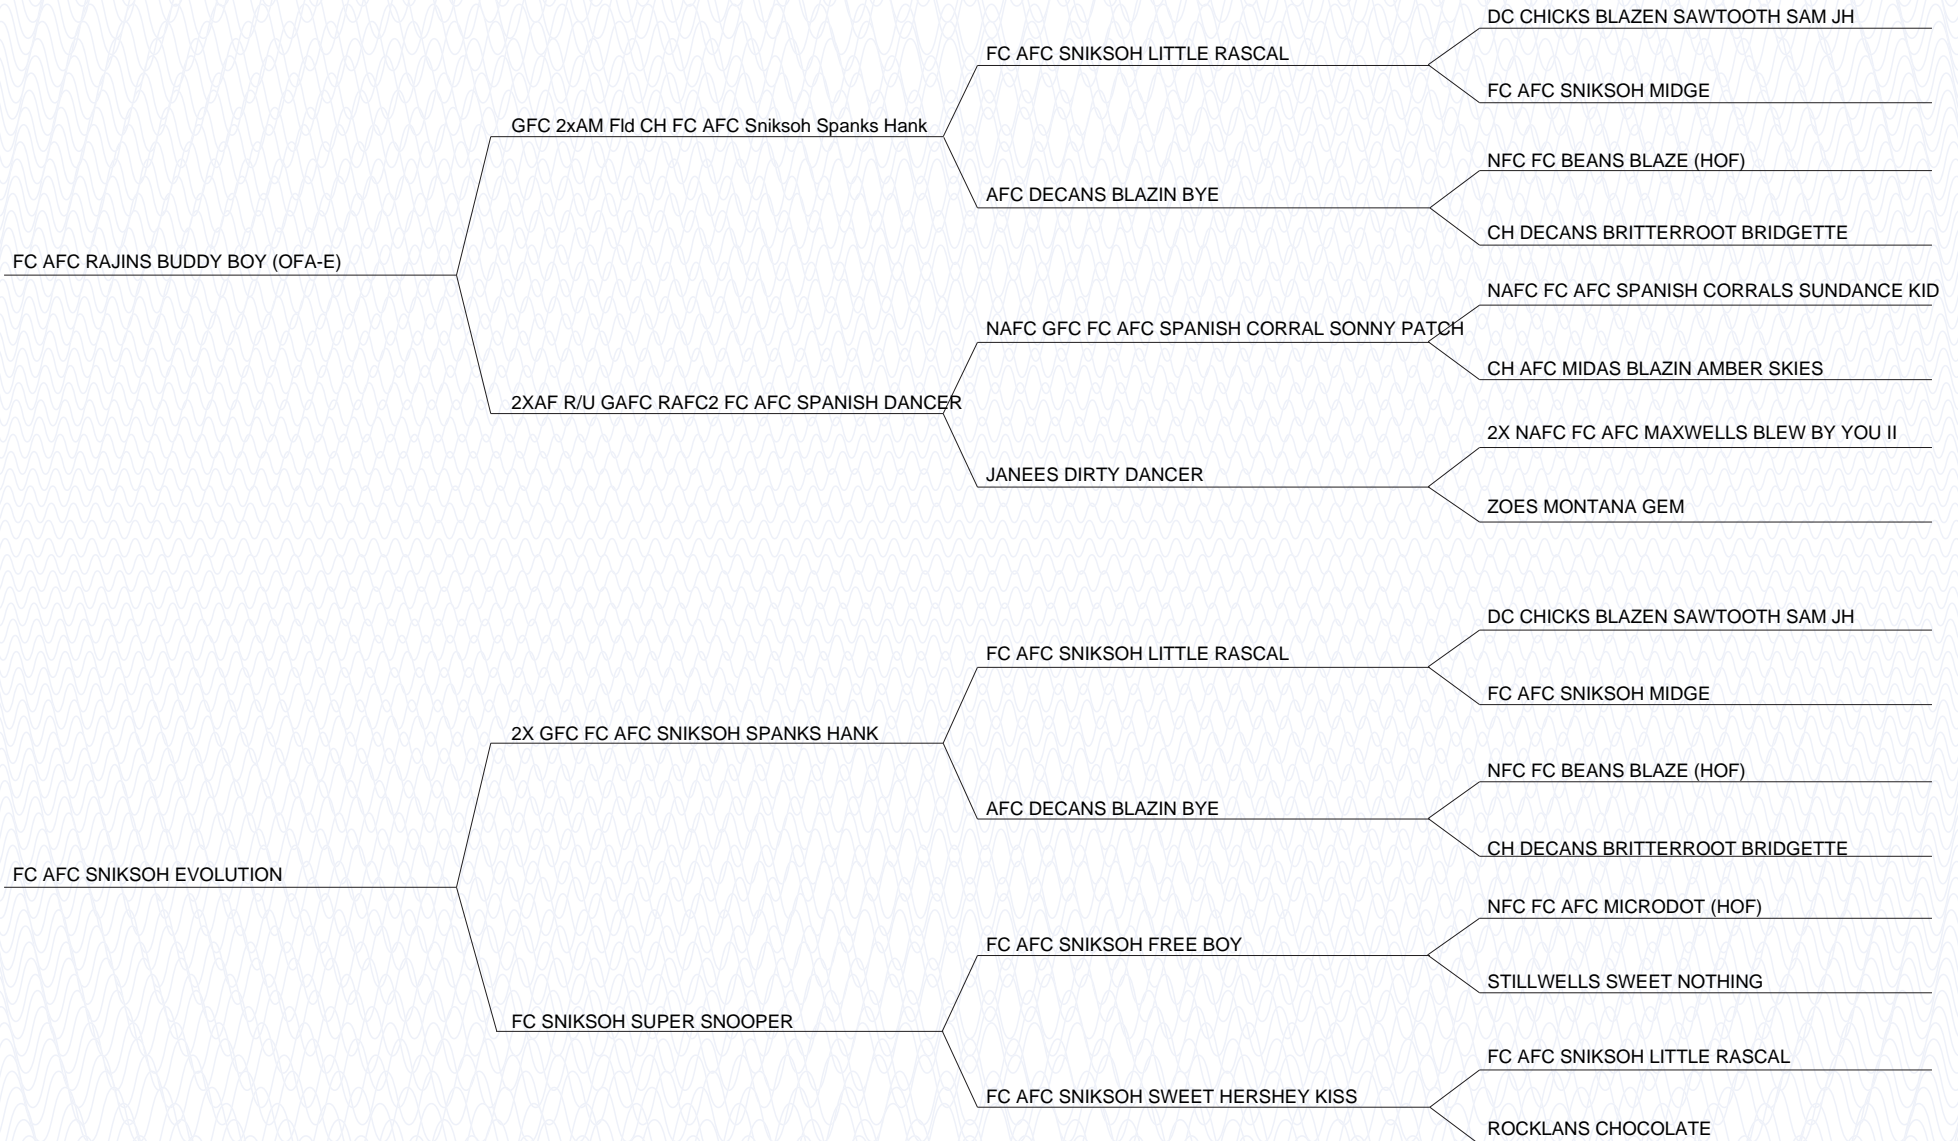 DC CHICKS BLAZEN SAWTOOTH SAM JH
FC AFC SNIKSOH LITTLE RASCAL
FC AFC SNIKSOH MIDGE
GFC 2xAM Fld CH FC AFC Sniksoh Spanks Hank
NFC FC BEANS BLAZE (HOF)
AFC DECANS BLAZIN BYE
CH DECANS BRITTERROOT BRIDGETTE
FC AFC RAJINS BUDDY BOY (OFA-E)
NAFC FC AFC SPANISH CORRALS SUNDANCE KID
NAFC GFC FC AFC SPANISH CORRAL SONNY PATCH
CH AFC MIDAS BLAZIN AMBER SKIES
2XAF R/U GAFC RAFC2 FC AFC SPANISH DANCER
2X NAFC FC AFC MAXWELLS BLEW BY YOU II
JANEES DIRTY DANCER
ZOES MONTANA GEM
DC CHICKS BLAZEN SAWTOOTH SAM JH
FC AFC SNIKSOH LITTLE RASCAL
FC AFC SNIKSOH MIDGE
2X GFC FC AFC SNIKSOH SPANKS HANK
NFC FC BEANS BLAZE (HOF)
AFC DECANS BLAZIN BYE
CH DECANS BRITTERROOT BRIDGETTE
FC AFC SNIKSOH EVOLUTION
NFC FC AFC MICRODOT (HOF)
FC AFC SNIKSOH FREE BOY
STILLWELLS SWEET NOTHING
FC SNIKSOH SUPER SNOOPER
FC AFC SNIKSOH LITTLE RASCAL
FC AFC SNIKSOH SWEET HERSHEY KISS
ROCKLANS CHOCOLATE